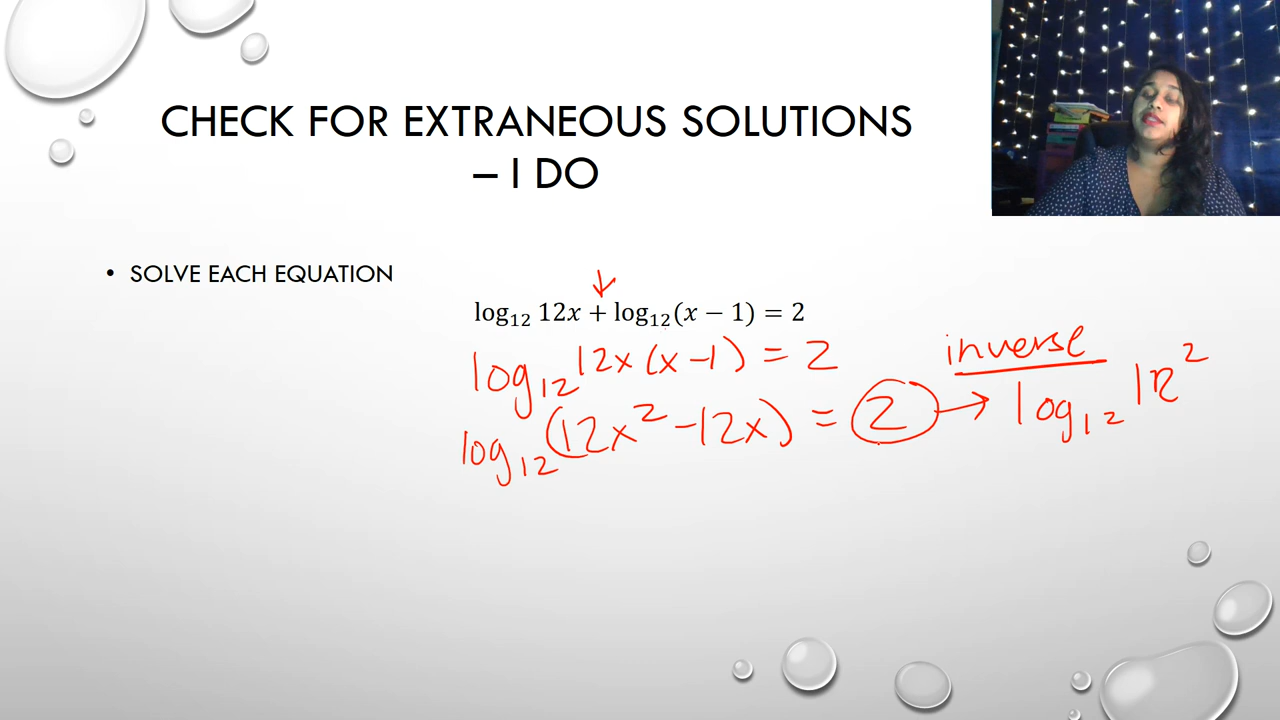 CHECK FOR EXTRANEOUS SOLUTIONS
– I DO
• SOLVE EACH EQUATION
log₁₂ 12x + log₁₂(x − 1) = 2
log₁₂ 12x (x − 1) = 2
inverse
log₁₂ (12x² − 12x) = 2 → log₁₂ 12²